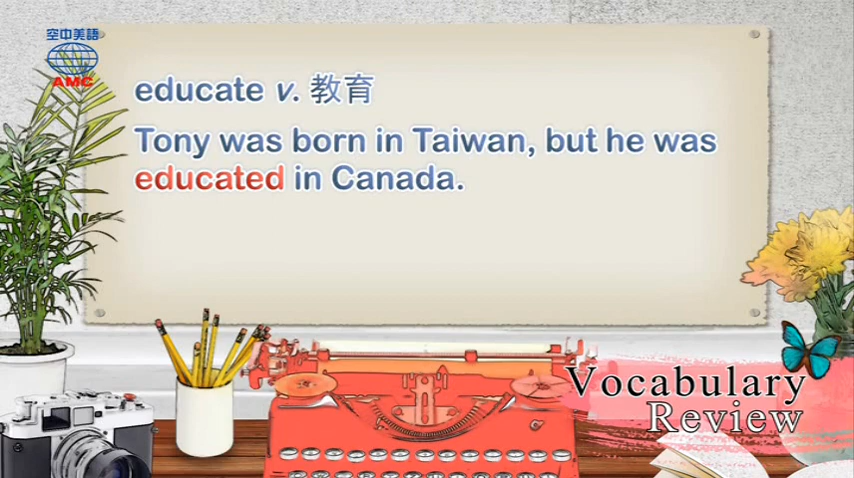 空中美語
AMC
educate v. 教育
Tony was born in Taiwan, but he was
educated in Canada.
Vocabulary
Review